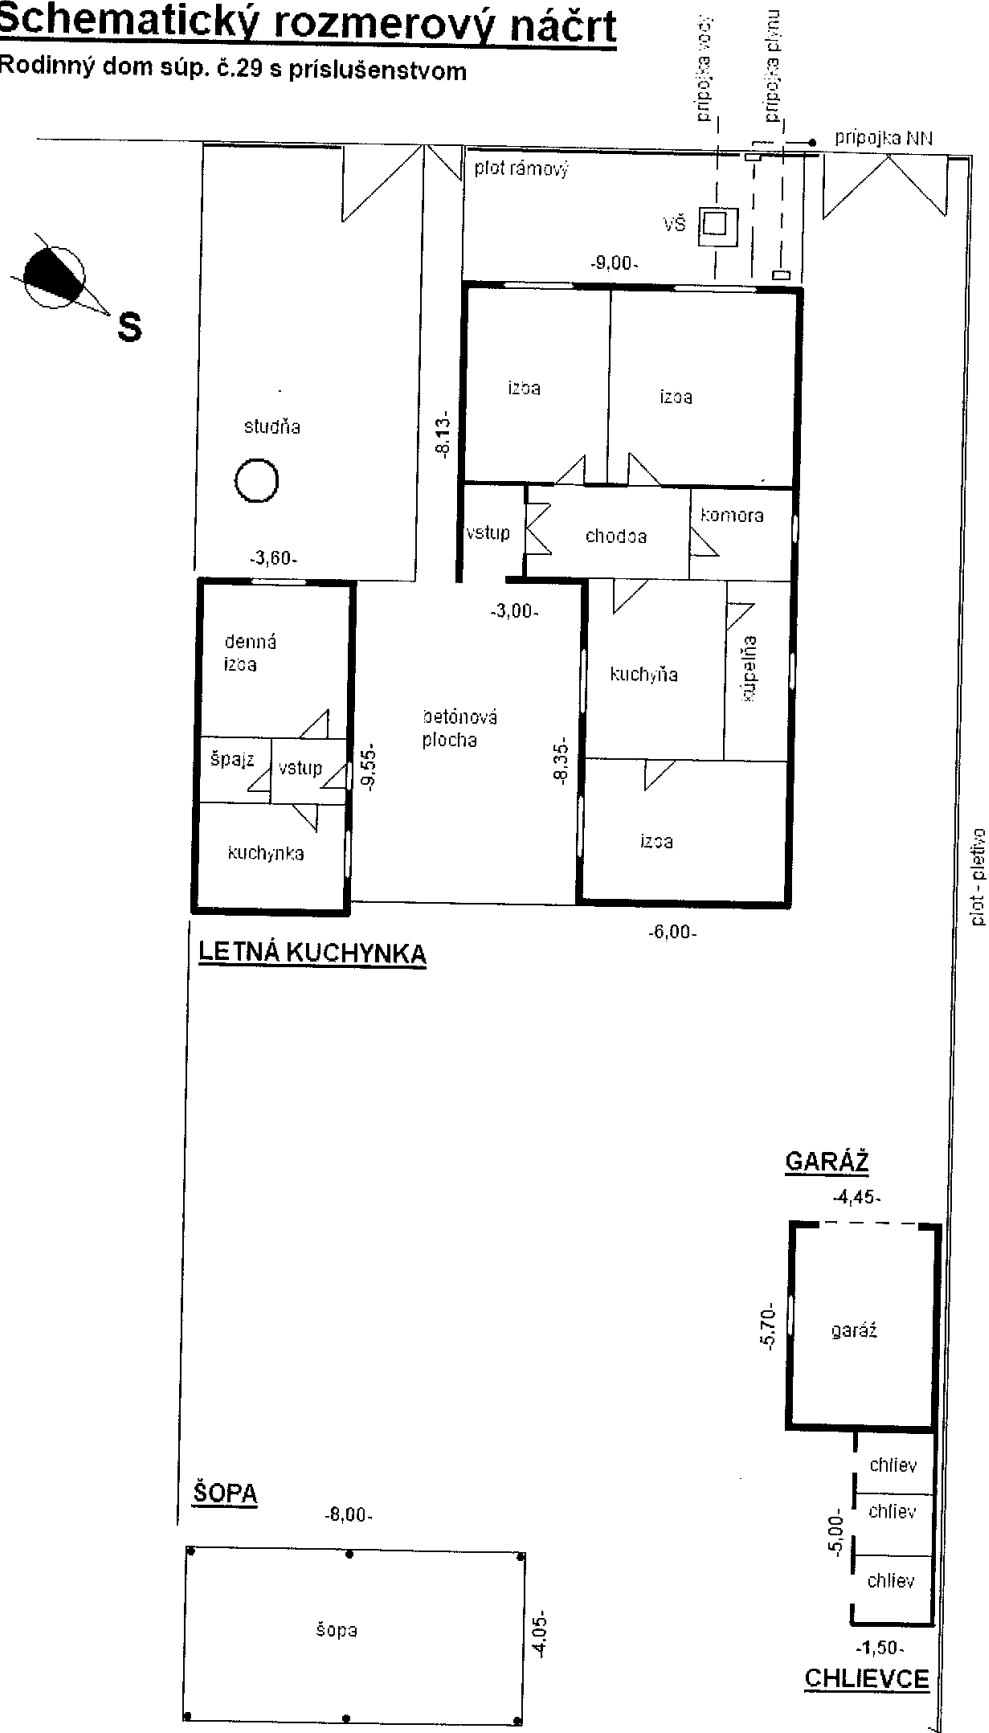 Schematický rozmerový náčrt
Rodinný dom súp. č.29 s príslušenstvom
prípojka vody
prípojka plynu
prípojka NN
plot rámový
VŠ
-9,00-
S
izba
izba
-8.13-
studňa
komora
vstup
chodba
-3,60-
-3,00-
denná
izba
kuchyňa
kúpeľňa
betónová
plocha
-9.55-
-8.35-
špajz
vstup
kuchynka
izba
plot - pletivo
-6,00-
LETNÁ KUCHYNKA
GARÁŽ
-4,45-
-5.70-
garáž
chliev
ŠOPA
-8,00-
chliev
-5,00-
chliev
šopa
-4.05-
-1,50-
CHLIEVCE